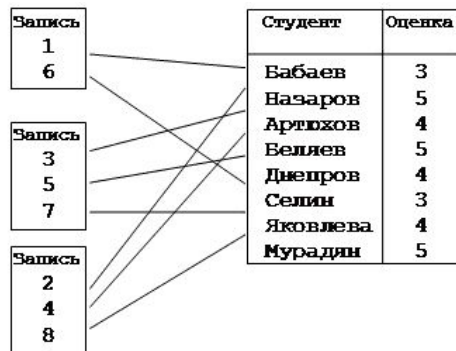 Запись
1
6
Запись
3
5
7
Запись
2
4
8
Студент Оценка
Бабаев 3
Назаров 5
Артюхов 4
Беляев 5
Днепров 4
Селин 3
Яковлева 4
Мурадян 5